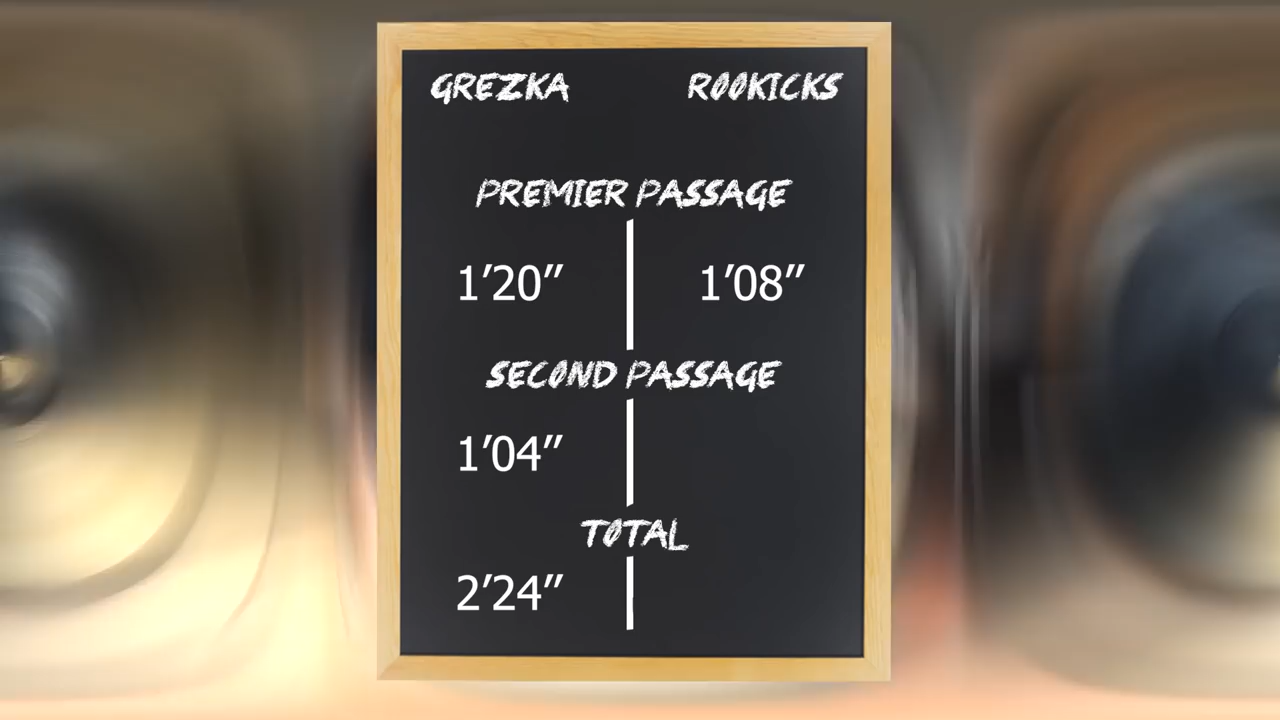 GREZKA ROOKICKS
PREMIER PASSAGE
1'20" 1'08"
SECOND PASSAGE
1'04"
TOTAL
2'24"